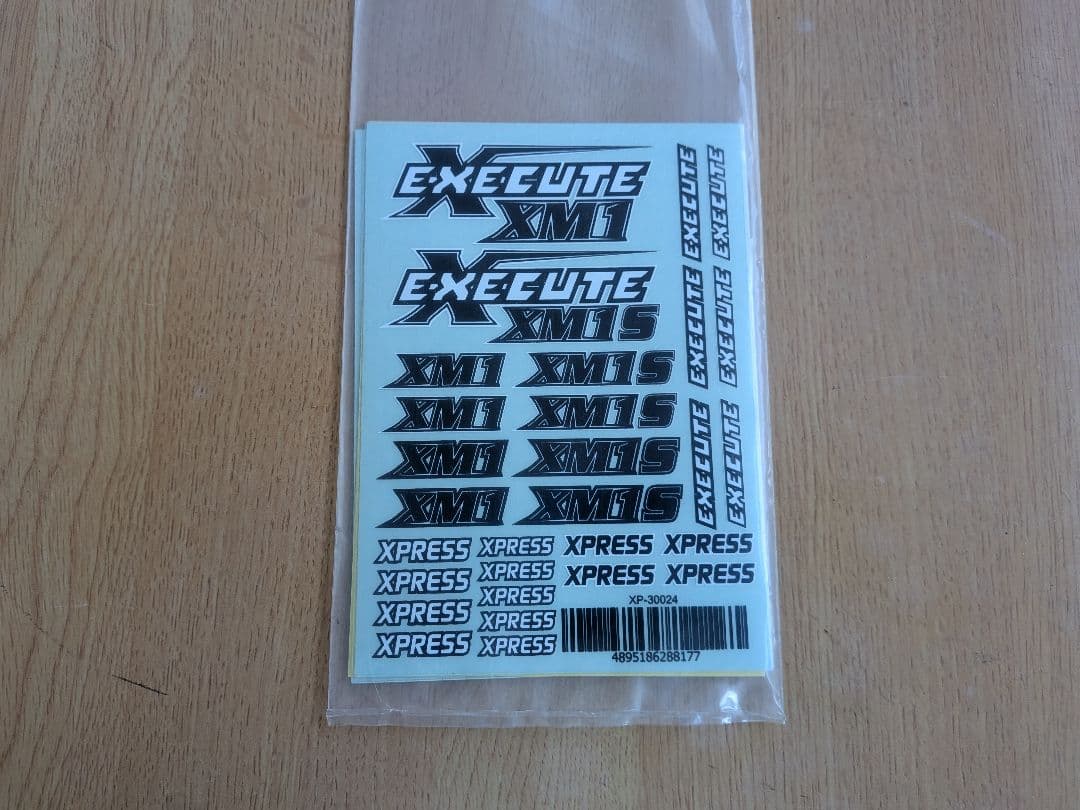 EXECUTE
XM1
EXECUTE
XM1S
XM1 XM1S
XM1 XM1S
XM1 XM1S
XM1 XM1S
EXECUTE EXECUTE
EXECUTE EXECUTE
EXECUTE EXECUTE
XPRESS XPRESS XPRESS XPRESS
XPRESS XPRESS XPRESS XPRESS
XPRESS XPRESS
XPRESS XPRESS
XPRESS
XP-30024
4895186288177